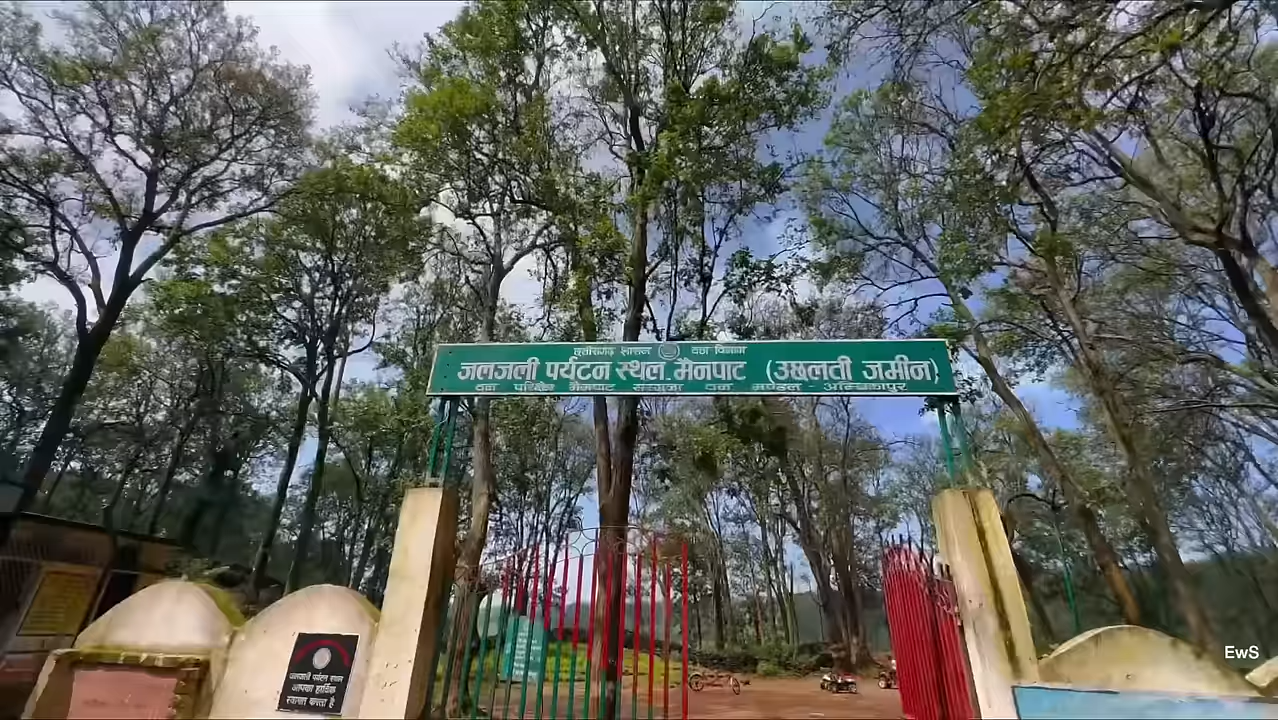 छत्तीसगढ़ शासन वन विभाग
जलजली पर्यटन स्थल, मैनपाट (उछलती जमीन)
वन परिक्षेत्र मैनपाट सरगुजा वन मण्डल - अम्बिकापुर
जलजली पर्यटन स्थल
आपका हार्दिक
स्वागत करता है
EwS